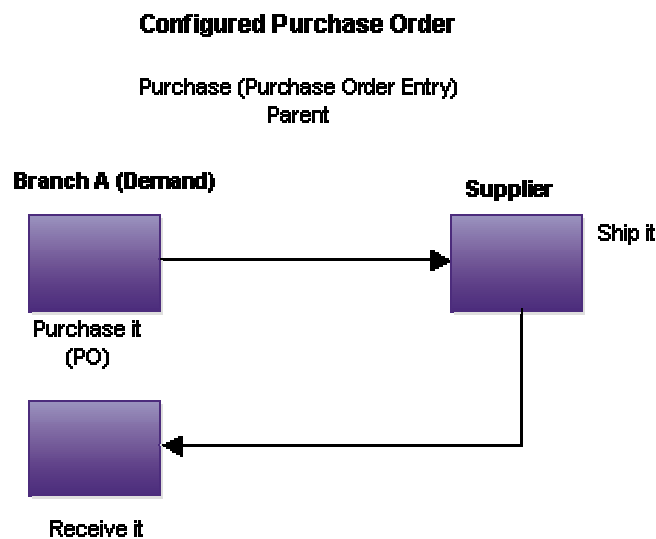 Configured Purchase Order
Purchase (Purchase Order Entry)
Parent
Branch A (Demand)
Supplier
Ship it
Purchase it
(PO)
Receive it